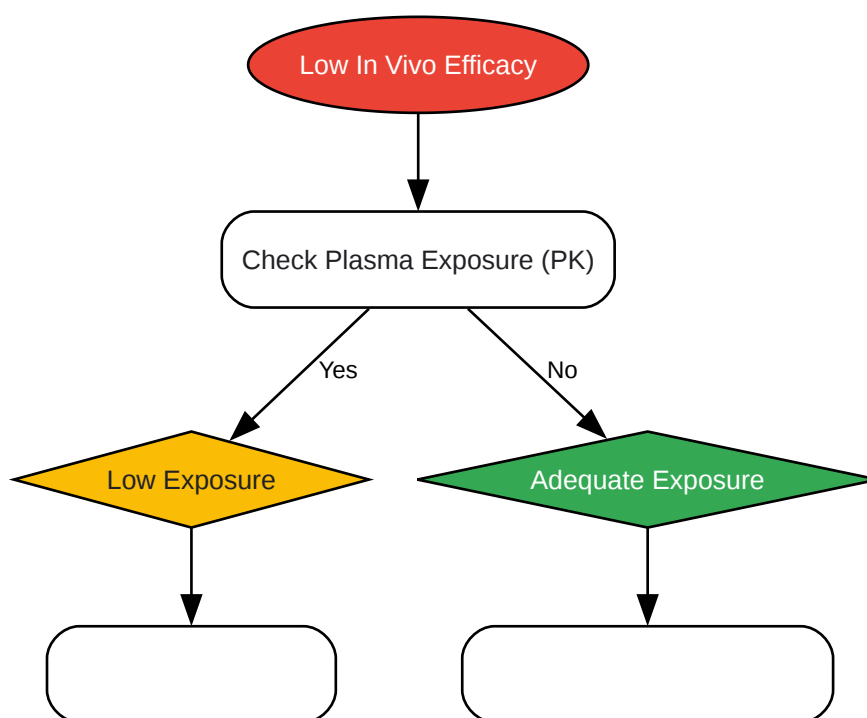 Low In Vivo Efficacy
Check Plasma Exposure (PK)
Yes
No
Low Exposure
Adequate Exposure